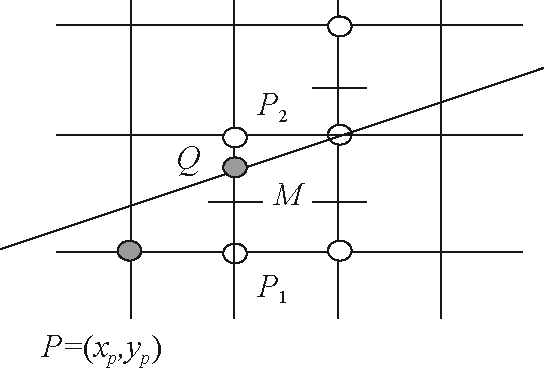 P₂
Q
M
P₁
P=(xₚ,yₚ)